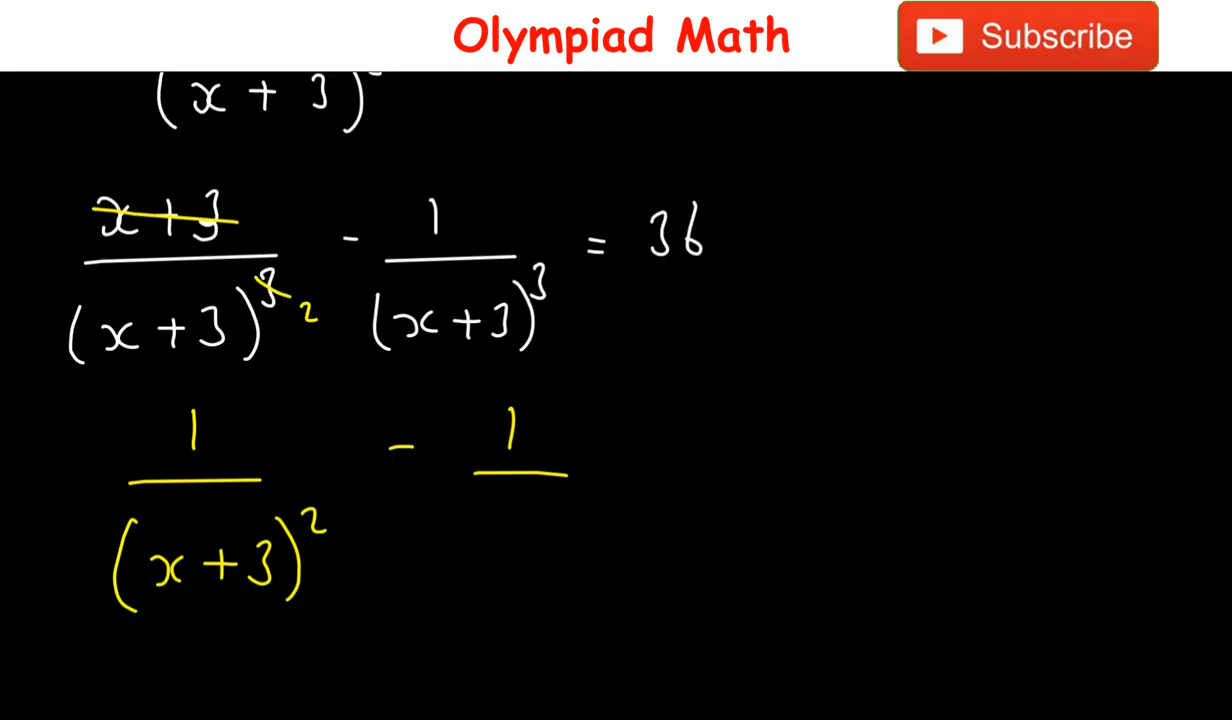 Olympiad Math
Subscribe
(x + 3)
x + 3 / (x + 3)^3 2 - 1 / (x + 3)^3 = 36
1 / (x + 3)^2 - 1